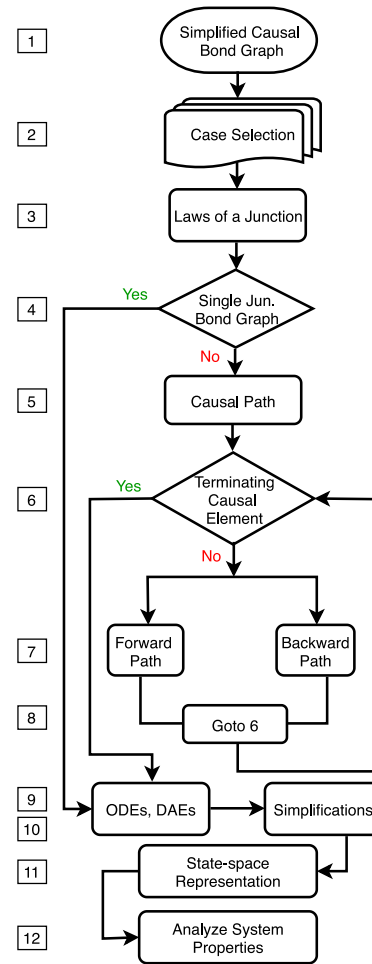 1
Simplified Causal
Bond Graph
2
Case Selection
3
Laws of a Junction
4
Yes
Single Jun.
Bond Graph
No
5
Causal Path
6
Yes
Terminating
Causal
Element
No
7
Forward
Path
Backward
Path
8
Goto 6
9
10
ODEs, DAEs
Simplifications
11
State-space
Representation
12
Analyze System
Properties